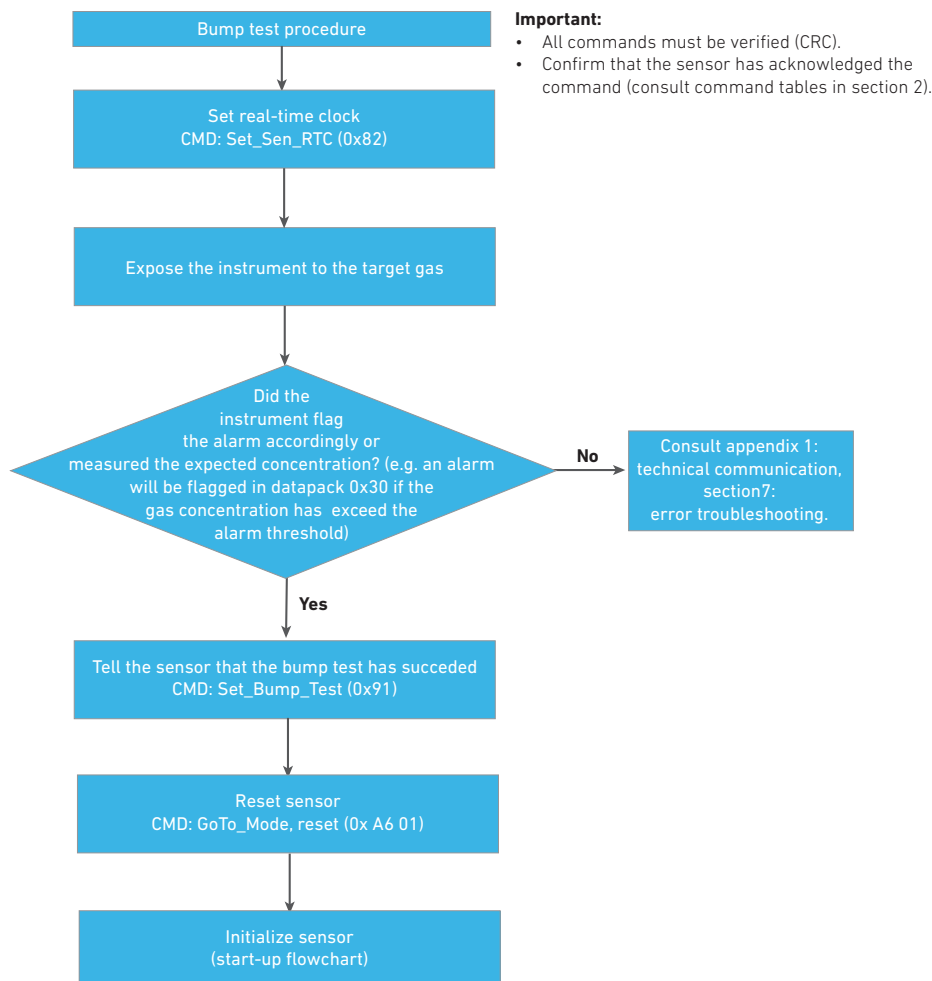 Bump test procedure
Important:
• All commands must be verified (CRC).
• Confirm that the sensor has acknowledged the
command (consult command tables in section 2).
Set real-time clock
CMD: Set_Sen_RTC (0x82)
Expose the instrument to the target gas
Did the
instrument flag
the alarm accordingly or
measured the expected concentration? (e.g. an alarm
will be flagged in datapack 0x30 if the
gas concentration has exceed the
alarm threshold)
No
Consult appendix 1:
technical communication,
section7:
error troubleshooting.
Yes
Tell the sensor that the bump test has succeded
CMD: Set_Bump_Test (0x91)
Reset sensor
CMD: GoTo_Mode, reset (0x A6 01)
Initialize sensor
(start-up flowchart)